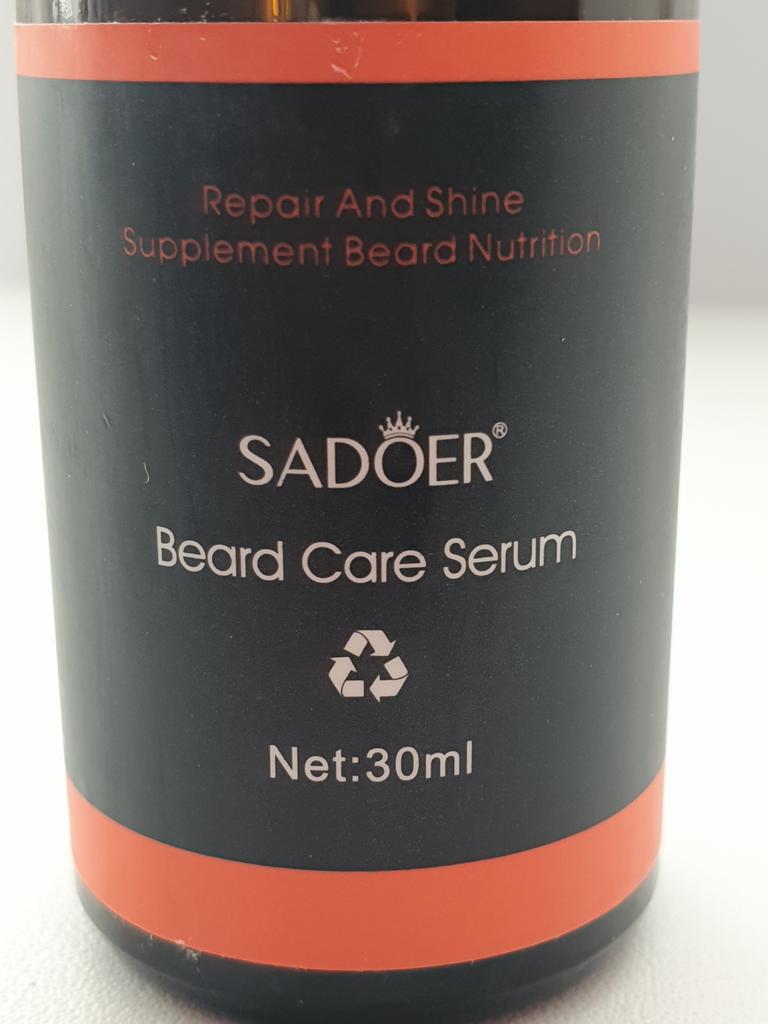 Repair And Shine
Supplement Beard Nutrition
SADOER®
Beard Care Serum
Net:30ml